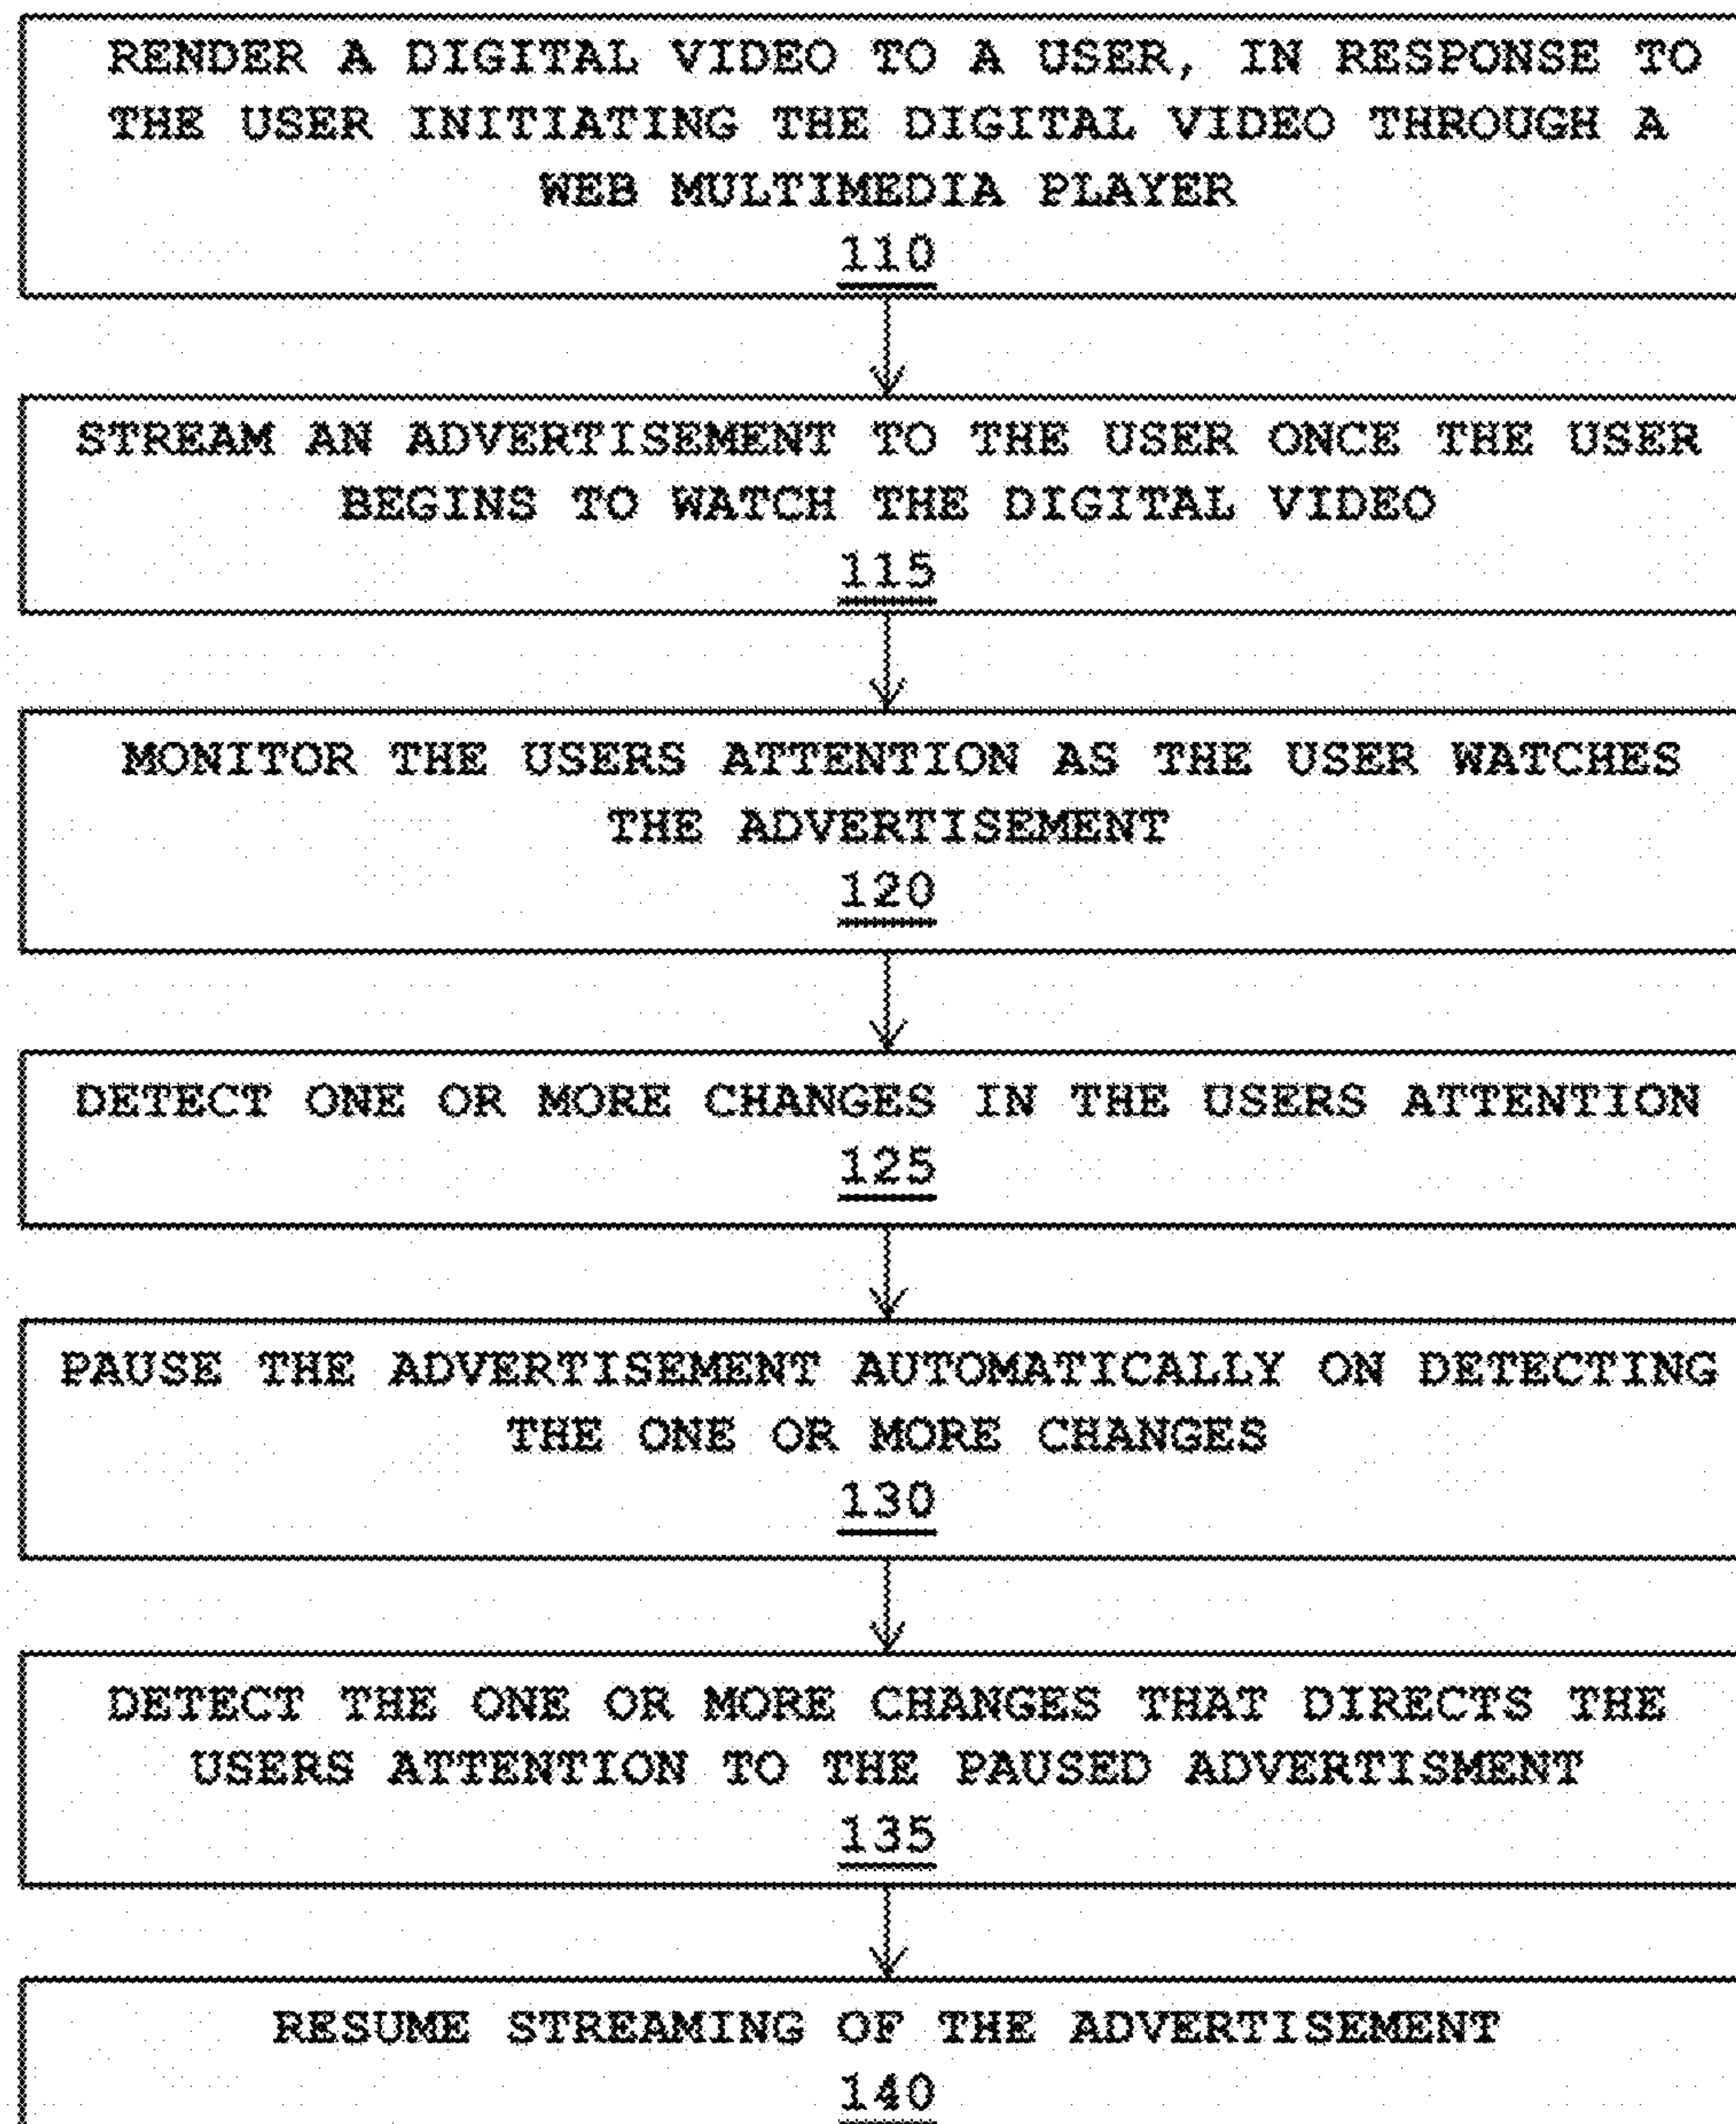 RENDER A DIGITAL VIDEO TO A USER, IN RESPONSE TO
THE USER INITIATING THE DIGITAL VIDEO THROUGH A
WEB MULTIMEDIA PLAYER
110
STREAM AN ADVERTISEMENT TO THE USER ONCE THE USER
BEGINS TO WATCH THE DIGITAL VIDEO
115
MONITOR THE USERS ATTENTION AS THE USER WATCHES
THE ADVERTISEMENT
120
DETECT ONE OR MORE CHANGES IN THE USERS ATTENTION
125
PAUSE THE ADVERTISEMENT AUTOMATICALLY ON DETECTING
THE ONE OR MORE CHANGES
130
DETECT THE ONE OR MORE CHANGES THAT DIRECTS THE
USERS ATTENTION TO THE PAUSED ADVERTISMENT
135
RESUME STREAMING OF THE ADVERTISEMENT
140